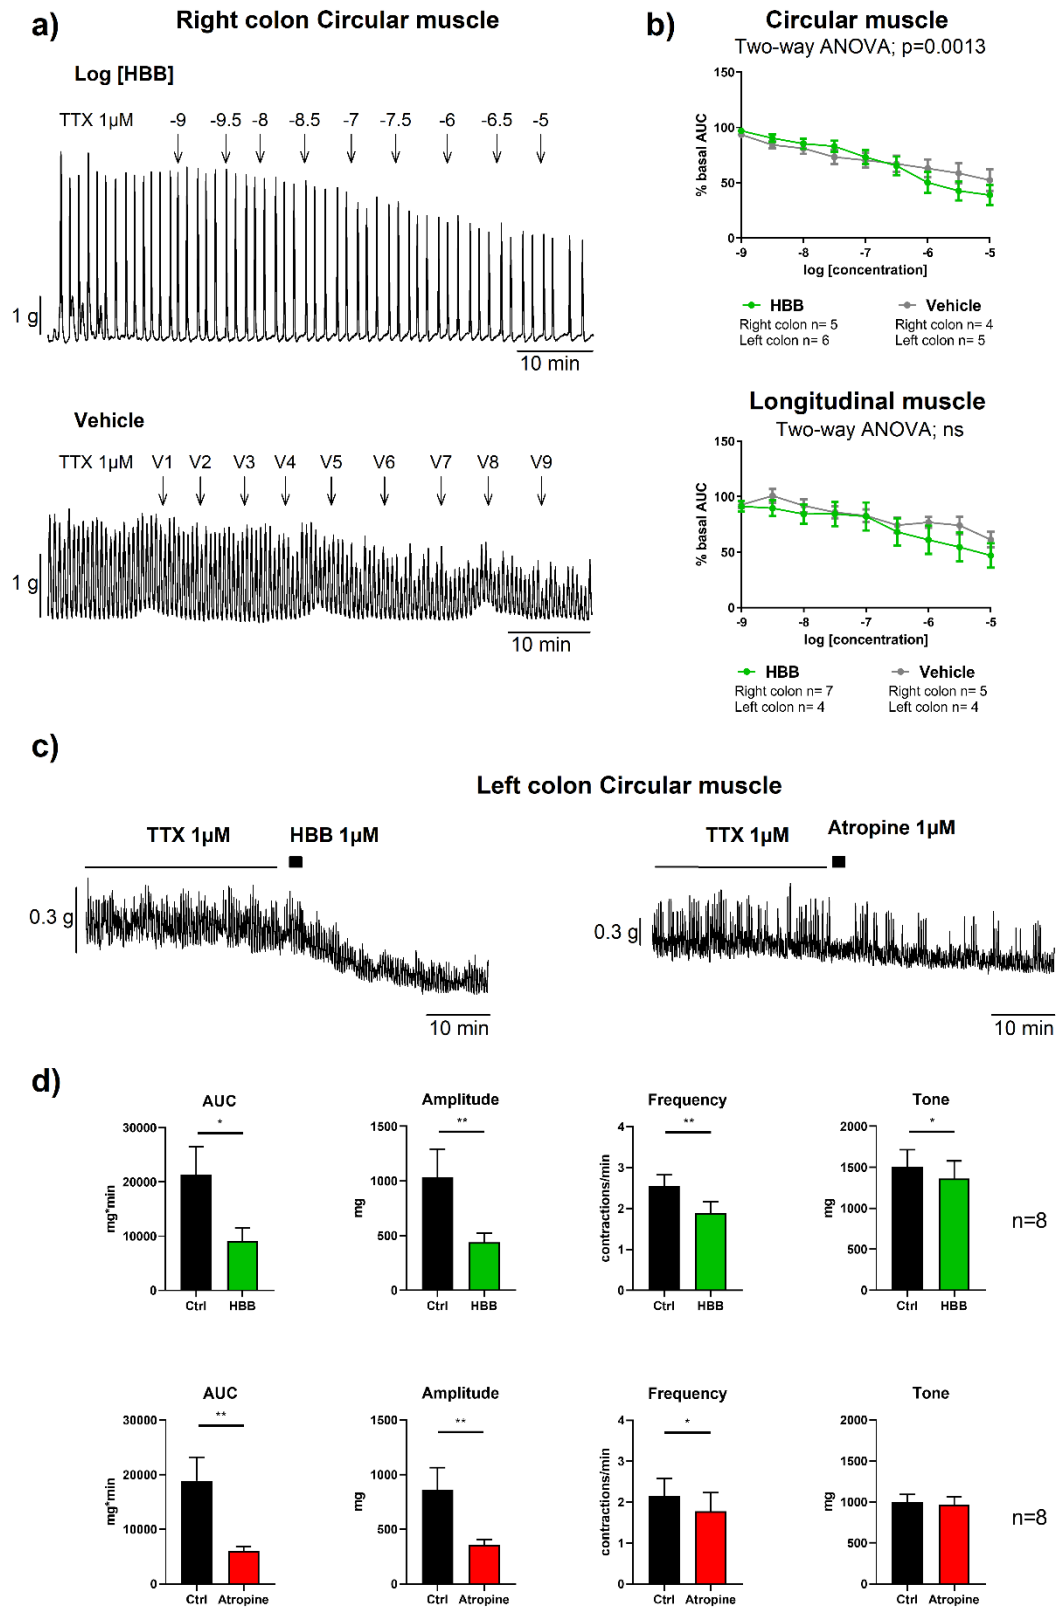 a)
Right colon Circular muscle
Log [HBB]
TTX 1µM
-9 -9.5 -8 -8.5 -7 -7.5 -6 -6.5 -5
1 g
10 min
Vehicle
TTX 1µM V1 V2 V3 V4 V5 V6 V7 V8 V9
1 g
10 min
b)
Circular muscle
Two-way ANOVA; p=0.0013
150
100
50
0
% basal AUC
-9 -8 -7 -6 -5
log [concentration]
HBB Vehicle
Right colon n= 5 Right colon n= 4
Left colon n= 6 Left colon n= 5
Longitudinal muscle
Two-way ANOVA; ns
150
100
50
0
% basal AUC
-9 -8 -7 -6 -5
log [concentration]
HBB Vehicle
Right colon n= 7 Right colon n= 5
Left colon n= 4 Left colon n= 4
c)
Left colon Circular muscle
TTX 1µM HBB 1µM
0.3 g
10 min
TTX 1µM Atropine 1µM
0.3 g
10 min
d)
AUC
*
30000
20000
10000
0
mg*min
Ctrl HBB
Amplitude
**
1500
1000
500
0
mg
Ctrl HBB
Frequency
**
4
3
2
1
0
contractions/min
Ctrl HBB
Tone
*
2000
1500
1000
500
0
mg
Ctrl HBB
n=8
AUC
**
30000
20000
10000
0
mg*min
Ctrl Atropine
Amplitude
**
1500
1000
500
0
mg
Ctrl Atropine
Frequency
*
4
3
2
1
0
contractions/min
Ctrl Atropine
Tone
2000
1500
1000
500
0
mg
Ctrl Atropine
n=8